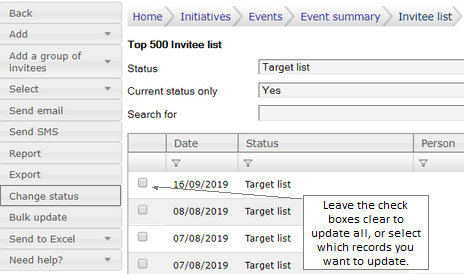 Back
Add
Add a group of
invitees
Select
Send email
Send SMS
Report
Export
Change status
Bulk update
Send to Excel
Need help?
Home
Initiatives
Events
Event summary
Invitee list
Top 500 Invitee list
Status
Target list
Current status only
Yes
Search for
Date
Status
Person
16/09/2019
Target list
08/08/2019
Target list
07/08/2019
Target list
07/08/2019
Target list
Leave the check
boxes clear to
update all, or select
which records you
want to update.